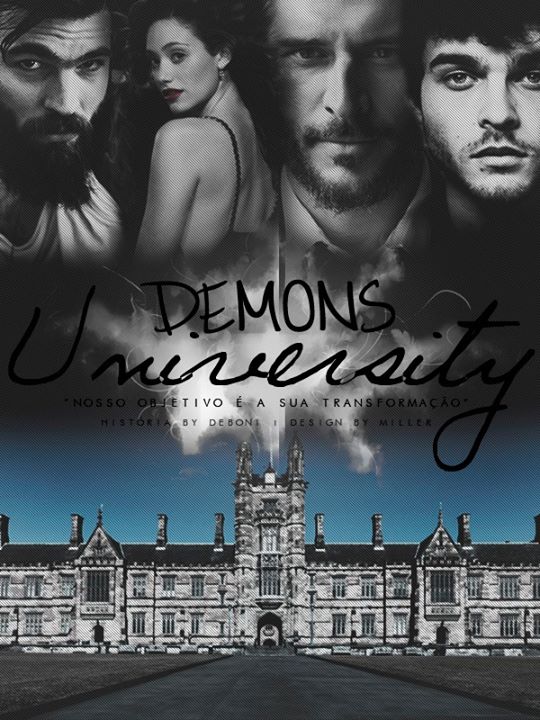 DEMONS
University
"NOSSO OBJETIVO É A SUA TRANSFORMAÇÃO"
HISTÓRIA BY DEBONI | DESIGN BY MILLER